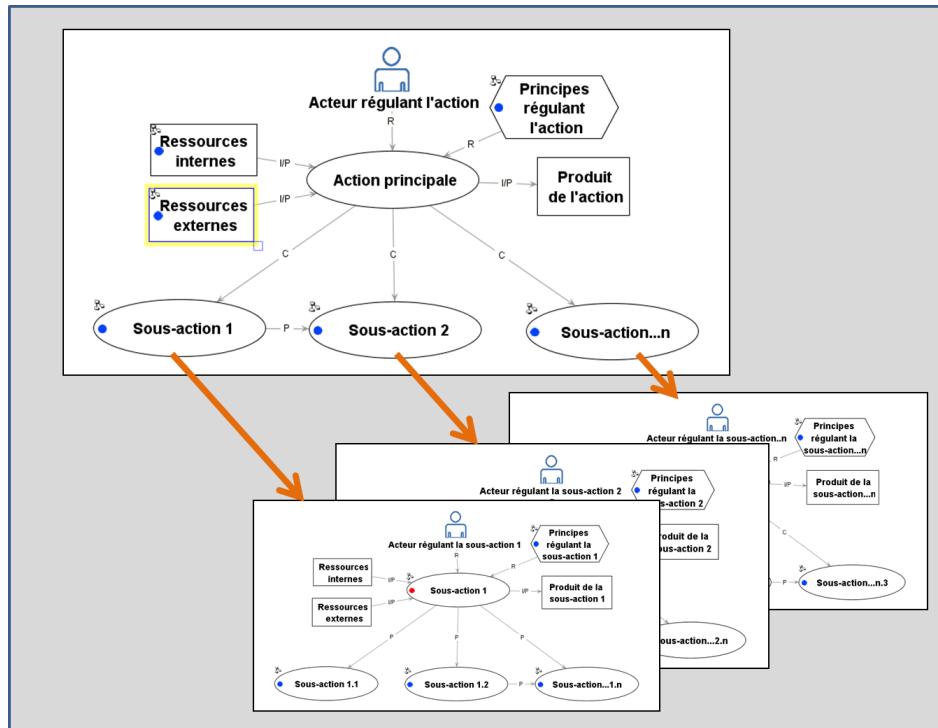 Acteur régulant l'action
Principes
régulant
l'action
R
R
Ressources
internes
I/P
Action principale
I/P
Produit
de l'action
Ressources
externes
I/P
C
C
C
Sous-action 1
P
Sous-action 2
Sous-action...n
Acteur régulant la sous-action..n
Principes
régulant la
sous-action...n
R
I/P
Produit de la
sous-action...n
C
P
Sous-action...n.3
Acteur régulant la sous-action 2
Principes
régulant la
sous-action 2
Produit de la
sous-action 2
sous-action...2.n
Acteur régulant la sous-action 1
Principes
régulant la
sous-action 1
R
R
Ressources
internes
I/P
Sous-action 1
I/P
Produit de la
sous-action 1
Ressources
externes
I/P
P
P
P
Sous-action 1.1
Sous-action 1.2
P
Sous-action...1.n